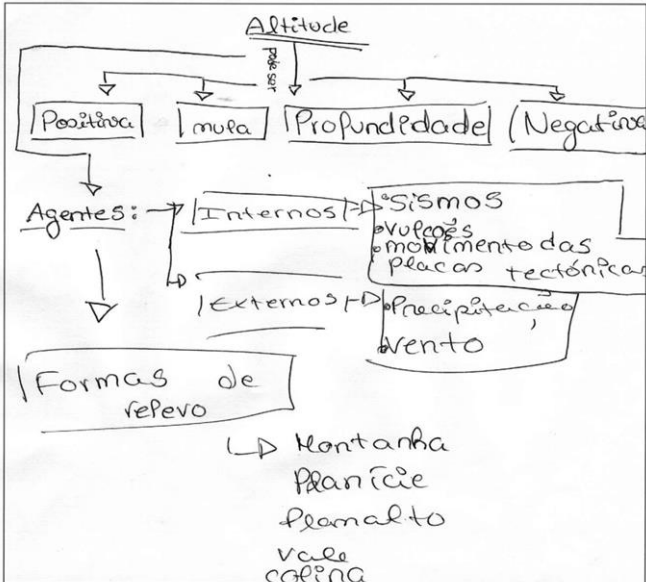 Altitude
pode ser
Positiva nula Profundidade Negativa
Agentes: Internos Sismos
vulcões
movimento das
placas tectónicas
Externos Precipitação
Vento
Formas de
relevo
Montanha
Planície
Planalto
Vale
colina